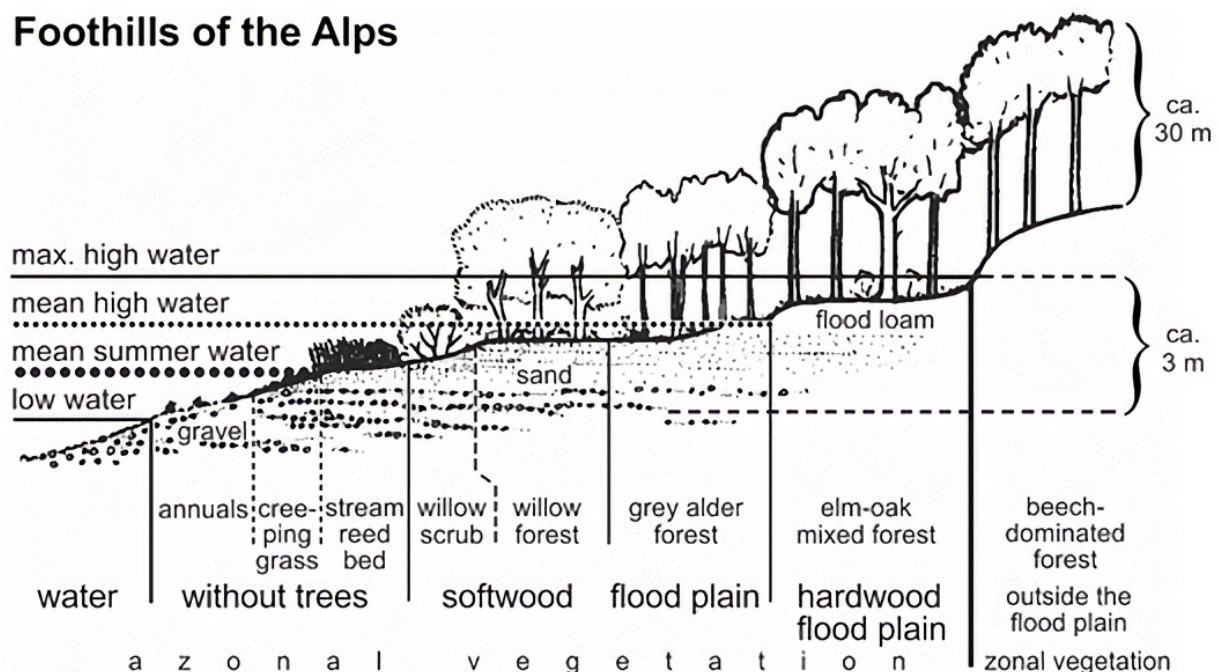 Foothills of the Alps
ca.
30 m
max. high water
mean high water
flood loam
mean summer water
ca.
3 m
sand
low water
gravel
annuals
cree-
ping
grass
stream
reed
bed
willow
scrub
willow
forest
grey alder
forest
elm-oak
mixed forest
beech-
dominated
forest
water
without trees
softwood flood plain
hardwood
flood plain
outside the
flood plain
azonal vegetation
zonal vegetation